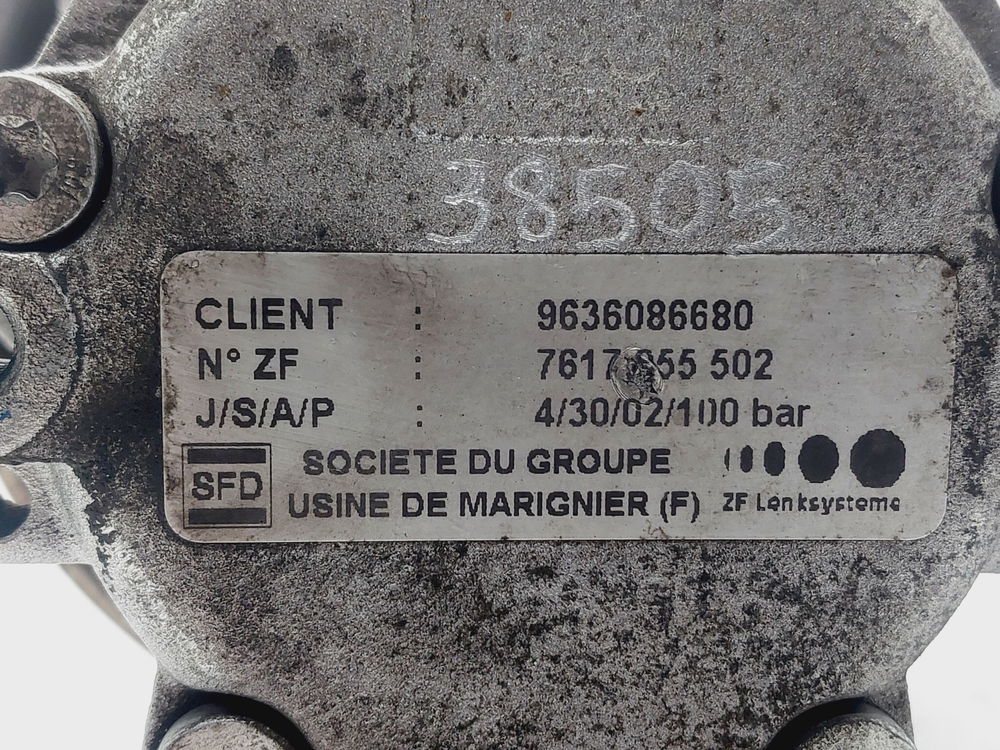 38505
CLIENT : 9636086680
N° ZF : 502
J/S/A/P : 4/30/02/100 bar
SFD
SOCIETE DU GROUPE
USINE DE MARIGNIER (F)
ZF Lenksysteme